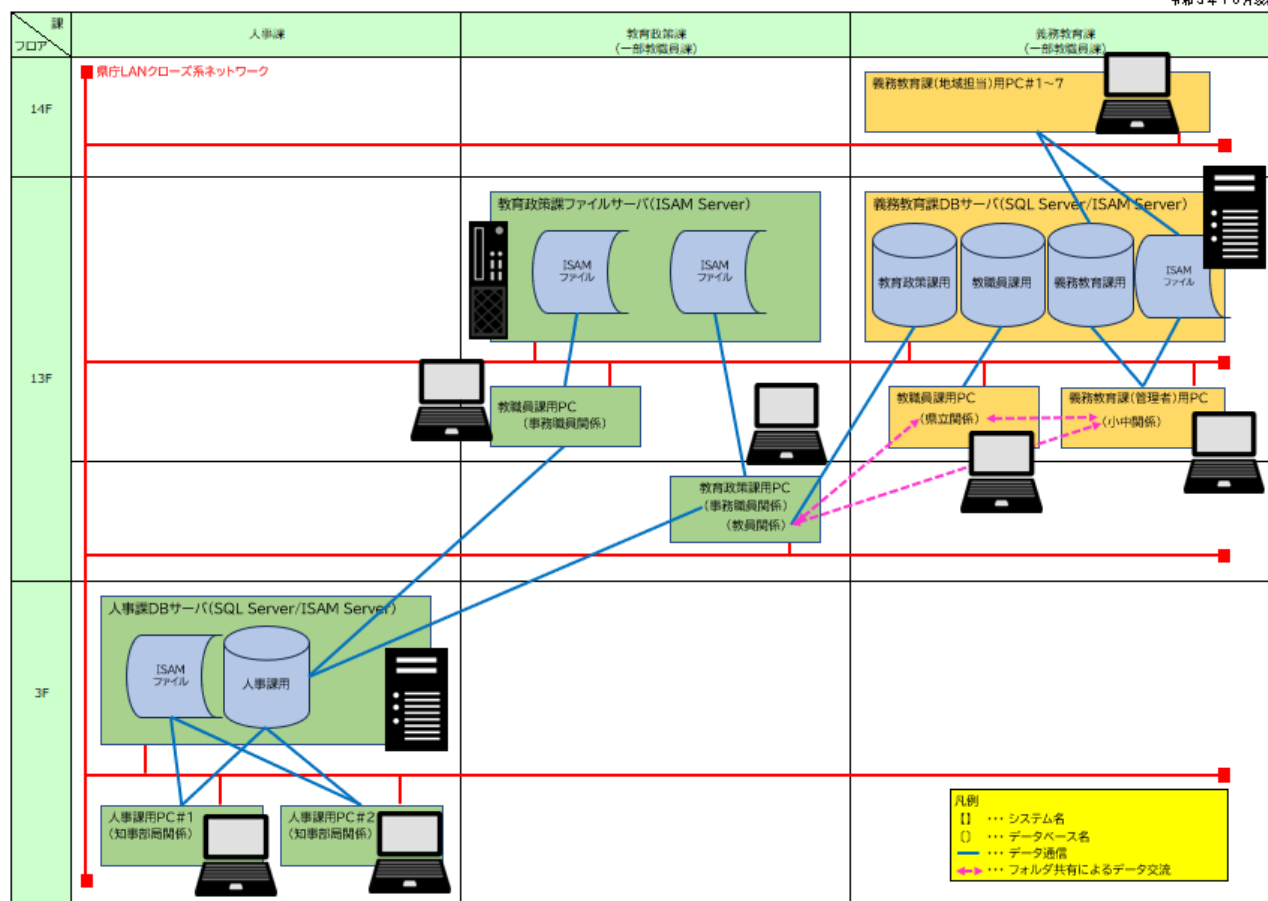 課
フロア
人事課
教育政策課
(一部教職員課)
義務教育課
(一部教職員課)
14F
県庁LANクローズ系ネットワーク
義務教育課(地域担当)用PC#1～7
13F
教育政策課ファイルサーバ(ISAM Server)
ISAM
ファイル
ISAM
ファイル
義務教育課DBサーバ(SQL Server/ISAM Server)
教育政策課用
教職員課用
義務教育課用
ISAM
ファイル
教職員課用PC
(事務職員関係)
教職員課用PC
(県立関係)
義務教育課(管理者)用PC
(小中関係)
教育政策課用PC
(事務職員関係)
(教員関係)
3F
人事課DBサーバ(SQL Server/ISAM Server)
ISAM
ファイル
人事課用
人事課用PC#1
(知事部局関係)
人事課用PC#2
(知事部局関係)
凡例
【】 ･･･ システム名
() ･･･ データベース名
･･･ データ通信
･･･ フォルダ共有によるデータ交流